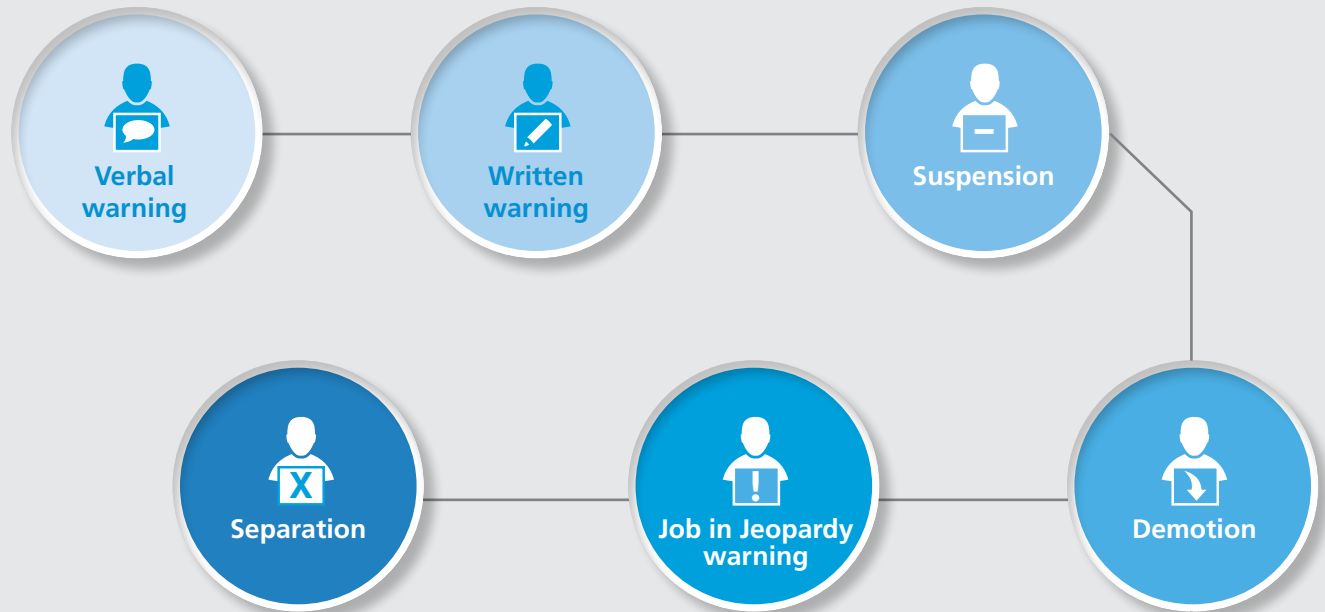 Verbal
warning
Written
warning
Suspension
Demotion
Job in Jeopardy
warning
Separation
X
!